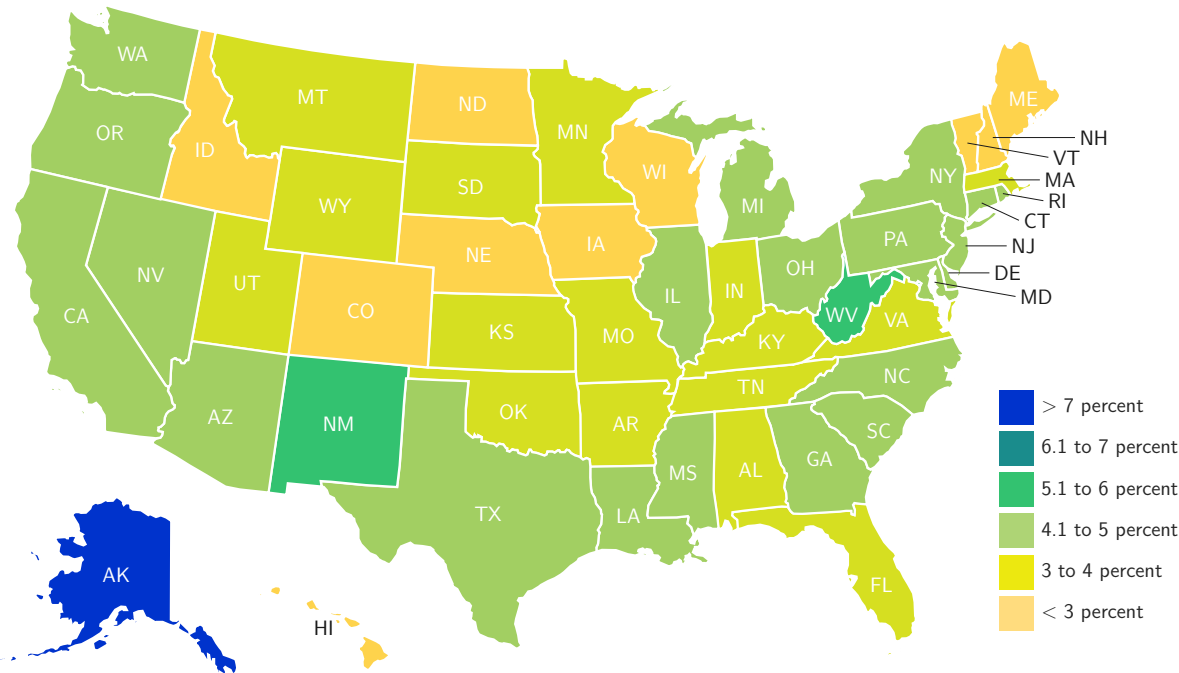 WA
MT
ND
MN
ME
OR
ID
NH
VT
WI
SD
WY
NY
MA
RI
MI
CT
PA
NJ
IA
NE
OH
NV
UT
DE
IN
IL
MD
CO
CA
WV
VA
KS
MO
KY
NC
TN
OK
AZ
NM
AR
SC
GA
AL
MS
TX
LA
AK
FL
HI
> 7 percent
6.1 to 7 percent
5.1 to 6 percent
4.1 to 5 percent
3 to 4 percent
< 3 percent